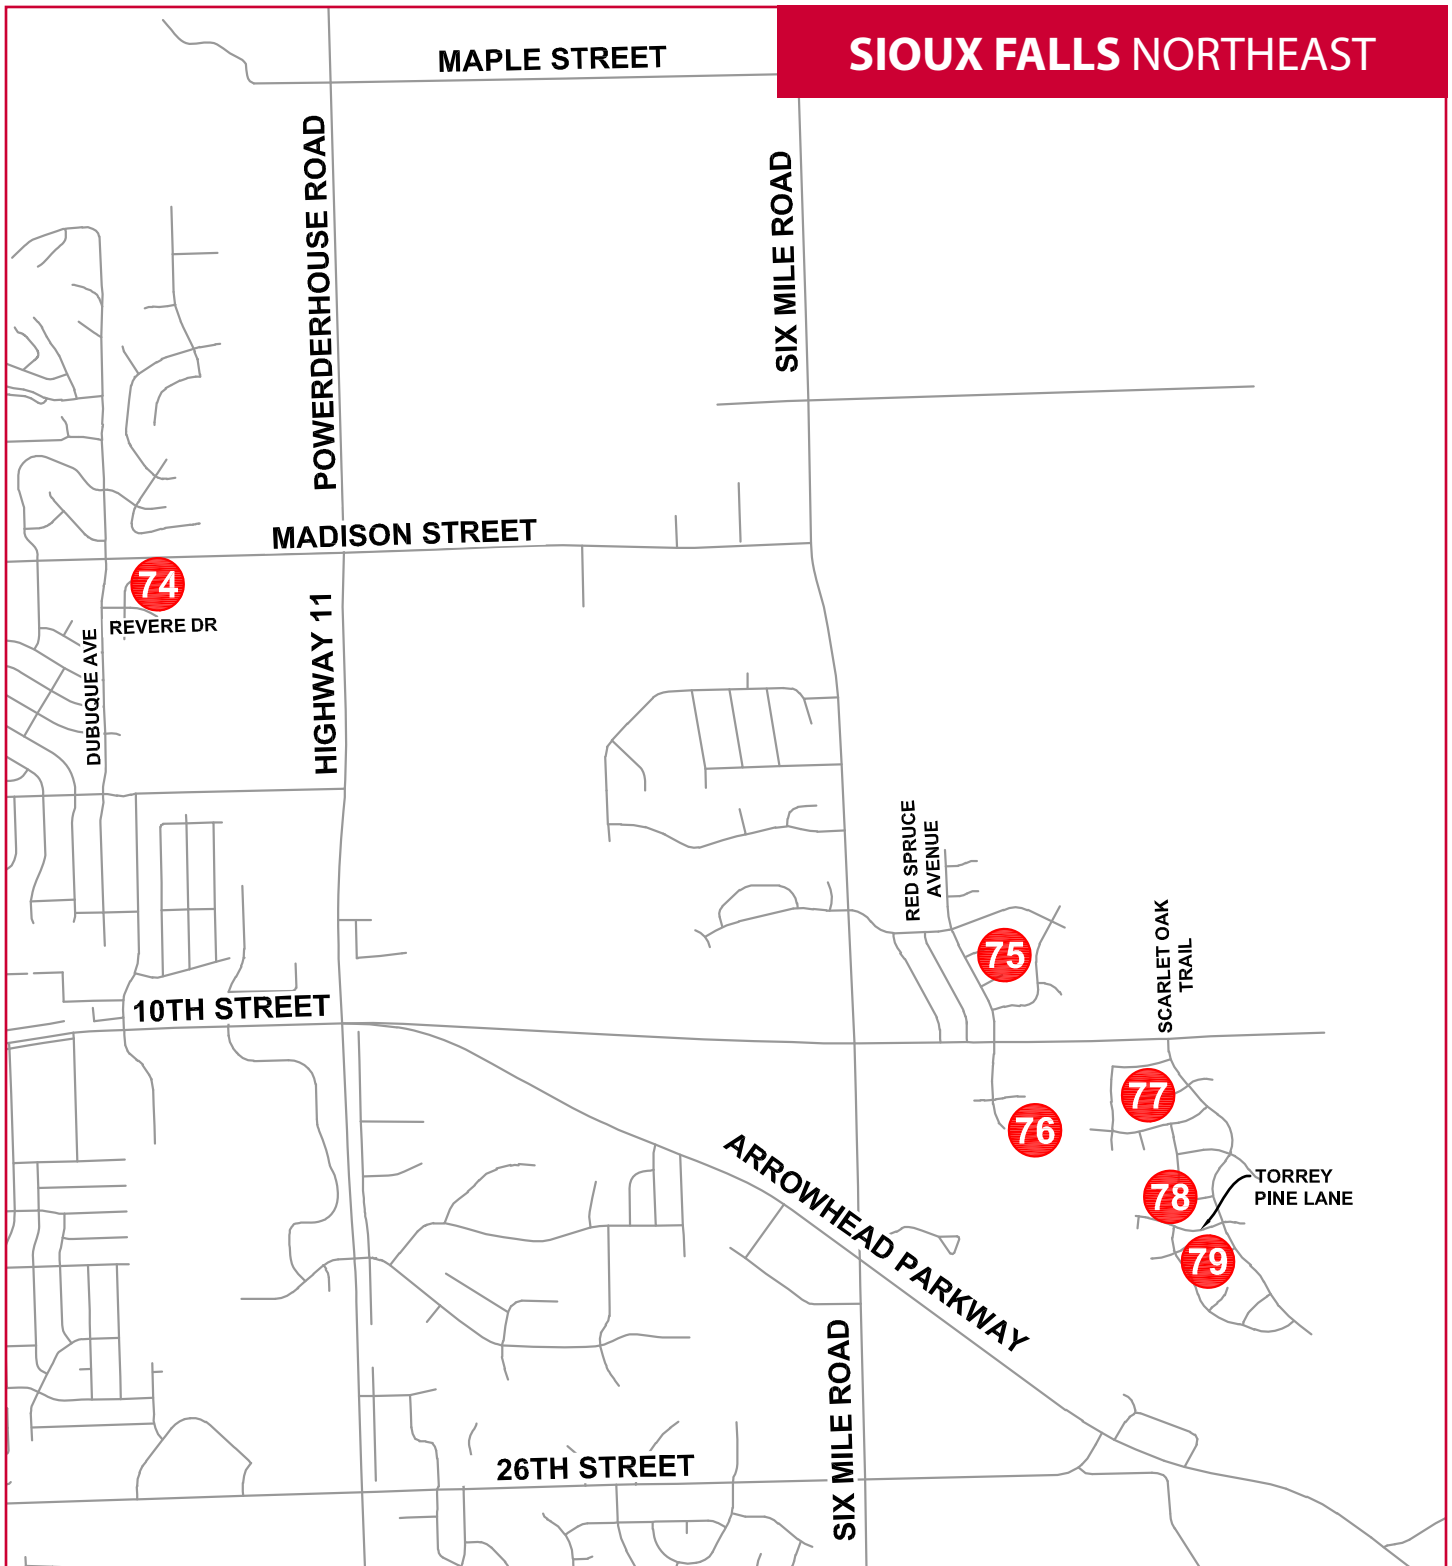 SIOUX FALLS NORTHEAST
MAPLE STREET
POWDERDERHOUSE ROAD
SIX MILE ROAD
MADISON STREET
74
REVERE DR
DUBUQUE AVE
HIGHWAY 11
RED SPRUCE
AVENUE
75
SCARLET OAK
TRAIL
10TH STREET
77
76
ARROWHEAD PARKWAY
78
TORREY
PINE LANE
79
SIX MILE ROAD
26TH STREET